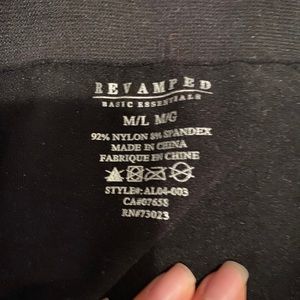 REVAMPED
BASIC ESSENTIALS
M/L M/G
92% NYLON 8% SPANDEX
MADE IN CHINA
FABRIQUE EN CHINE
STYLE#: AL04-003
CA#07658
RN#73023